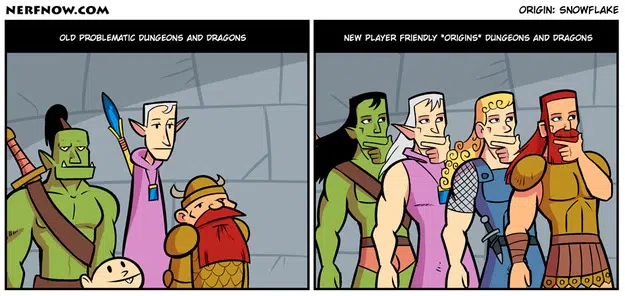 NERFNOW.COM
ORIGIN: SNOWFLAKE
OLD PROBLEMATIC DUNGEONS AND DRAGONS
NEW PLAYER FRIENDLY "ORIGINS" DUNGEONS AND DRAGONS